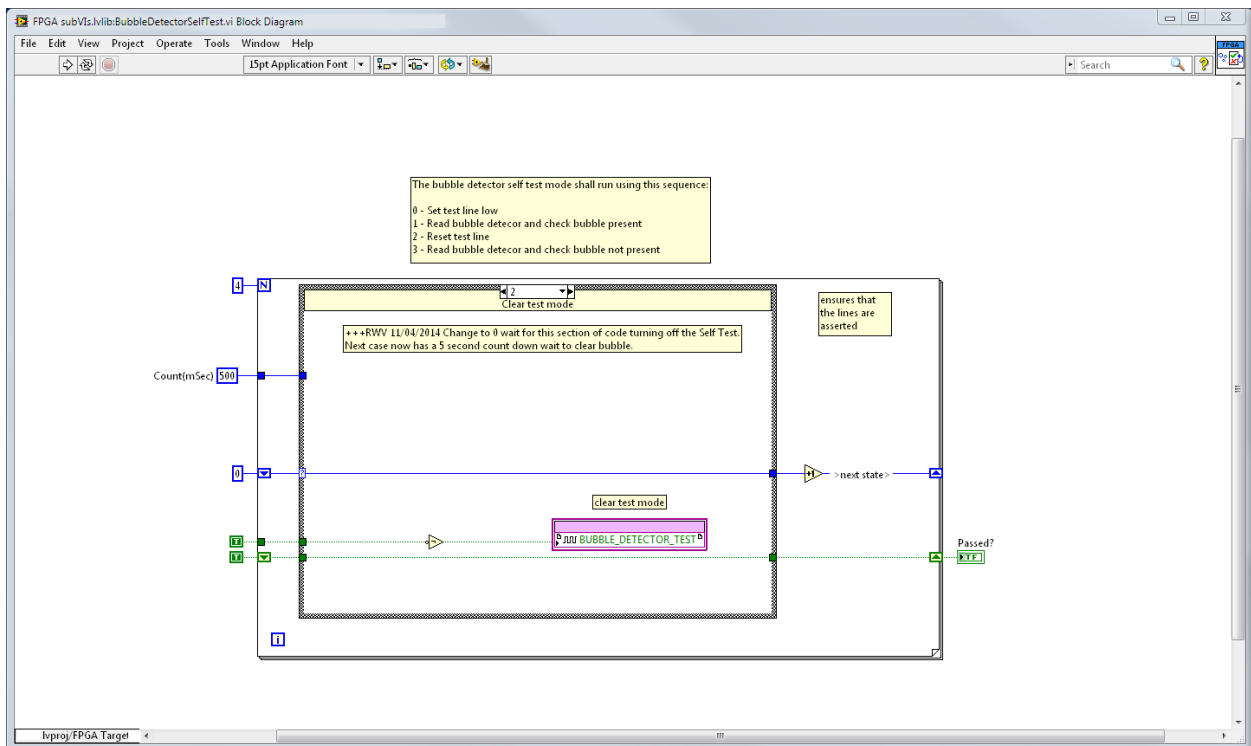 FPGA subVIs.lvlib:BubbleDetectorSelfTest.vi Block Diagram
File Edit View Project Operate Tools Window Help
FPGA
15pt Application Font
Search
The bubble detector self test mode shall run using this sequence:
0 - Set test line low
1 - Read bubble detecor and check bubble present
2 - Reset test line
3 - Read bubble detecor and check bubble not present
4 N
2
Clear test mode
ensures that
the lines are
asserted
+++RWV 11/04/2014 Change to 0 wait for this section of code turning off the Self Test.
Next case now has a 5 second count down wait to clear bubble.
Count(mSec) 500
0 ? +1 >next state>
clear test mode
T BUBBLE_DETECTOR_TEST
T
Passed?
TF
i
lvproj/FPGA Target